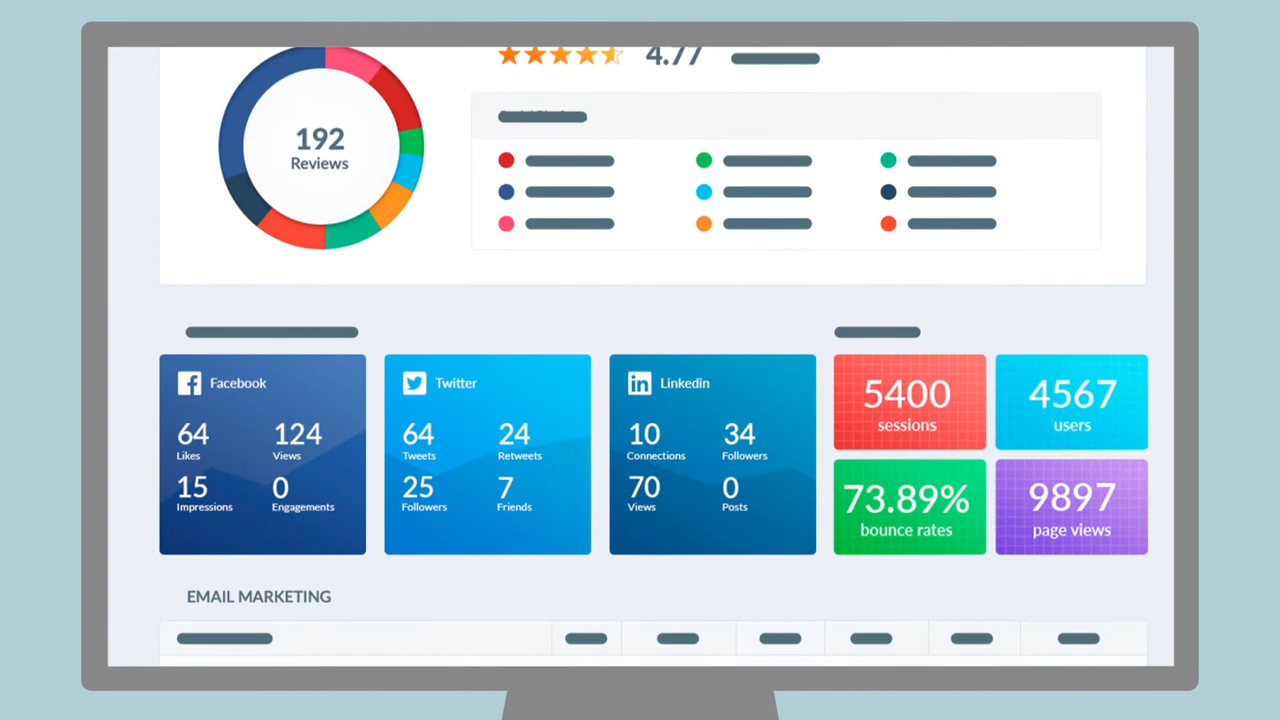 4.77
192
Reviews
Facebook
64
124
Likes
Views
15
0
Impressions
Engagements
Twitter
64
24
Tweets
Retweets
25
7
Followers
Friends
Linkedin
10
34
Connections
Followers
70
0
Views
Posts
5400
sessions
4567
users
73.89%
bounce rates
9897
page views
EMAIL MARKETING